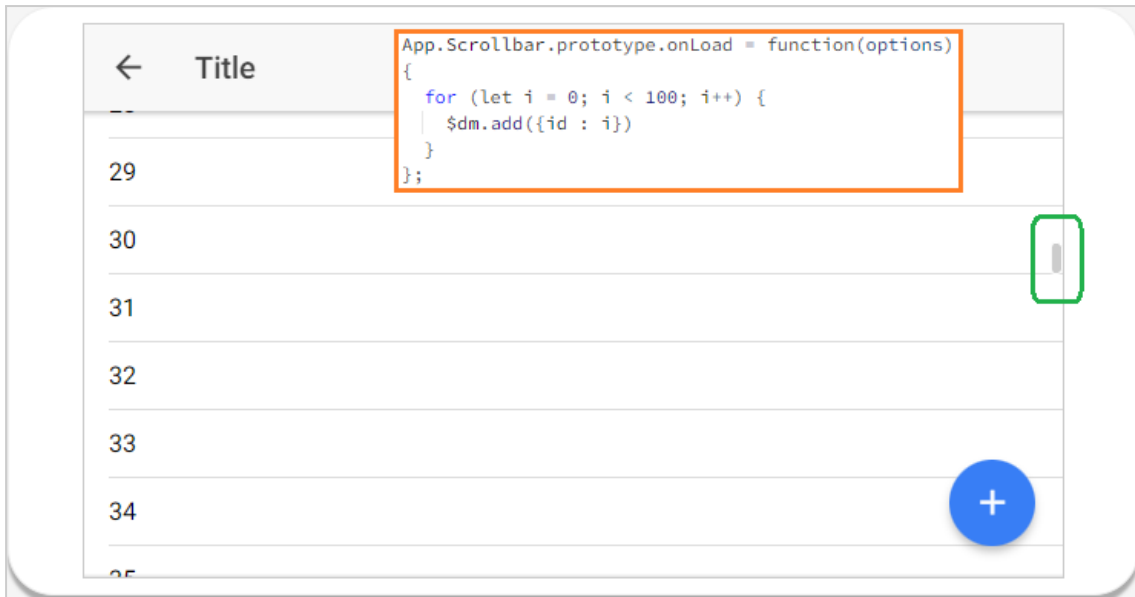 Title
App.Scrollbar.prototype.onLoad = function(options)
{
for (let i = 0; i < 100; i++) {
$dm.add({id : i})
}
};
29
30
31
32
33
34